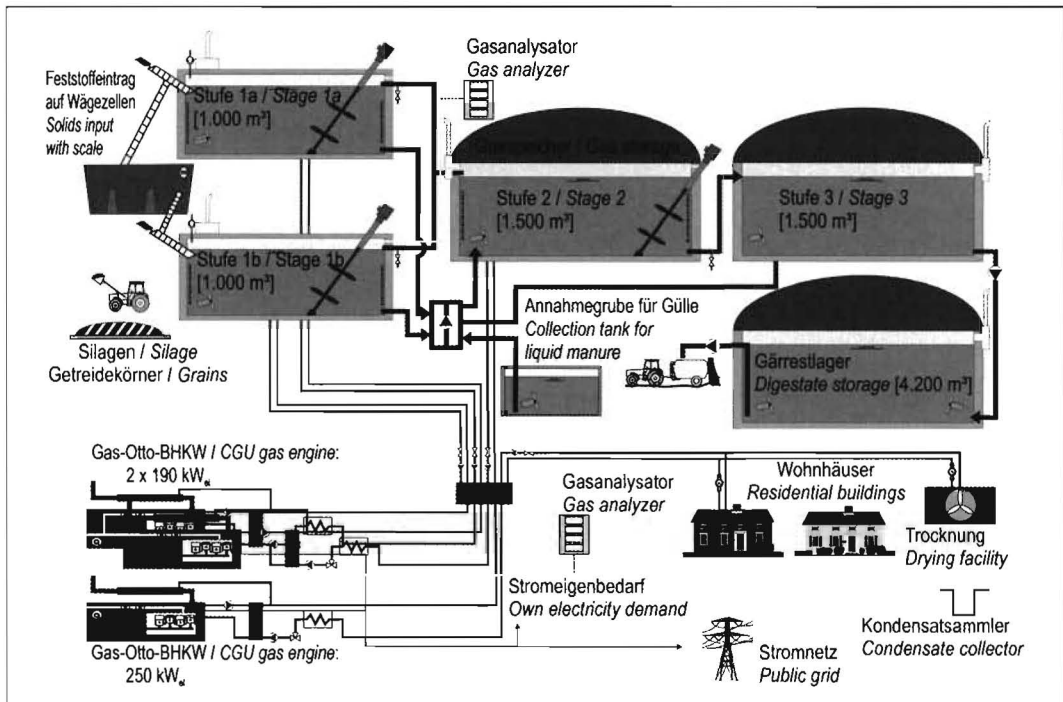 Gasanalysator
Gas analyzer
Feststoffeintrag
auf Wägezellen
Solids input
with scale
Stufe 1a / Stage 1a
[1.000 m³]
Gasspeicher / Gas storage
Stufe 2 / Stage 2
[1.500 m³]
Stufe 3 / Stage 3
[1.500 m³]
Stufe 1b / Stage 1b
[1.000 m³]
Annahmegrube für Gülle
Collection tank for
liquid manure
Gärrestlager
Digestate storage [4.200 m³]
Silagen / Silage
Getreidekörner / Grains
Gas-Otto-BHKW / CGU gas engine:
2 x 190 kWel
Gasanalysator
Gas analyzer
Wohnhäuser
Residential buildings
Trocknung
Drying facility
Stromeigenbedarf
Own electricity demand
Gas-Otto-BHKW / CGU gas engine:
250 kWel
Stromnetz
Public grid
Kondensatsammler
Condensate collector